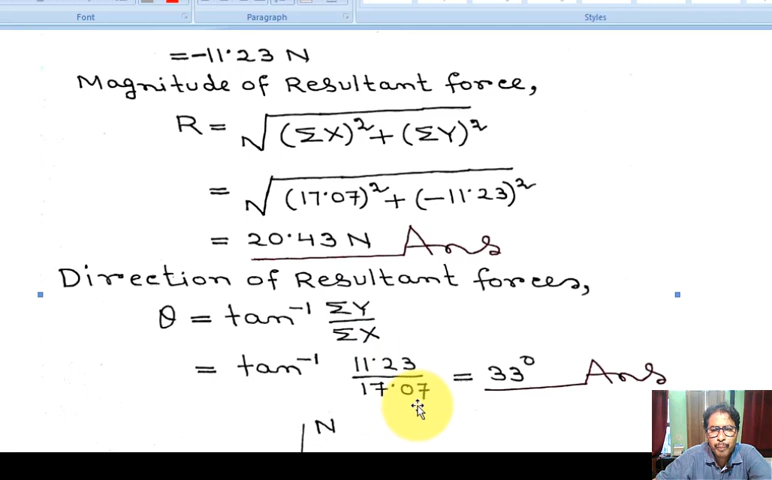 Font Paragraph Styles
=-11.23 N
Magnitude of Resultant force,
R = √(ΣX)²+(ΣY)²
= √(17.07)²+(-11.23)²
= 20.43 N Ans
Direction of Resultant forces,
θ = tan⁻¹ ΣY/ΣX
= tan⁻¹ 11.23/17.07 = 33° Ans
N